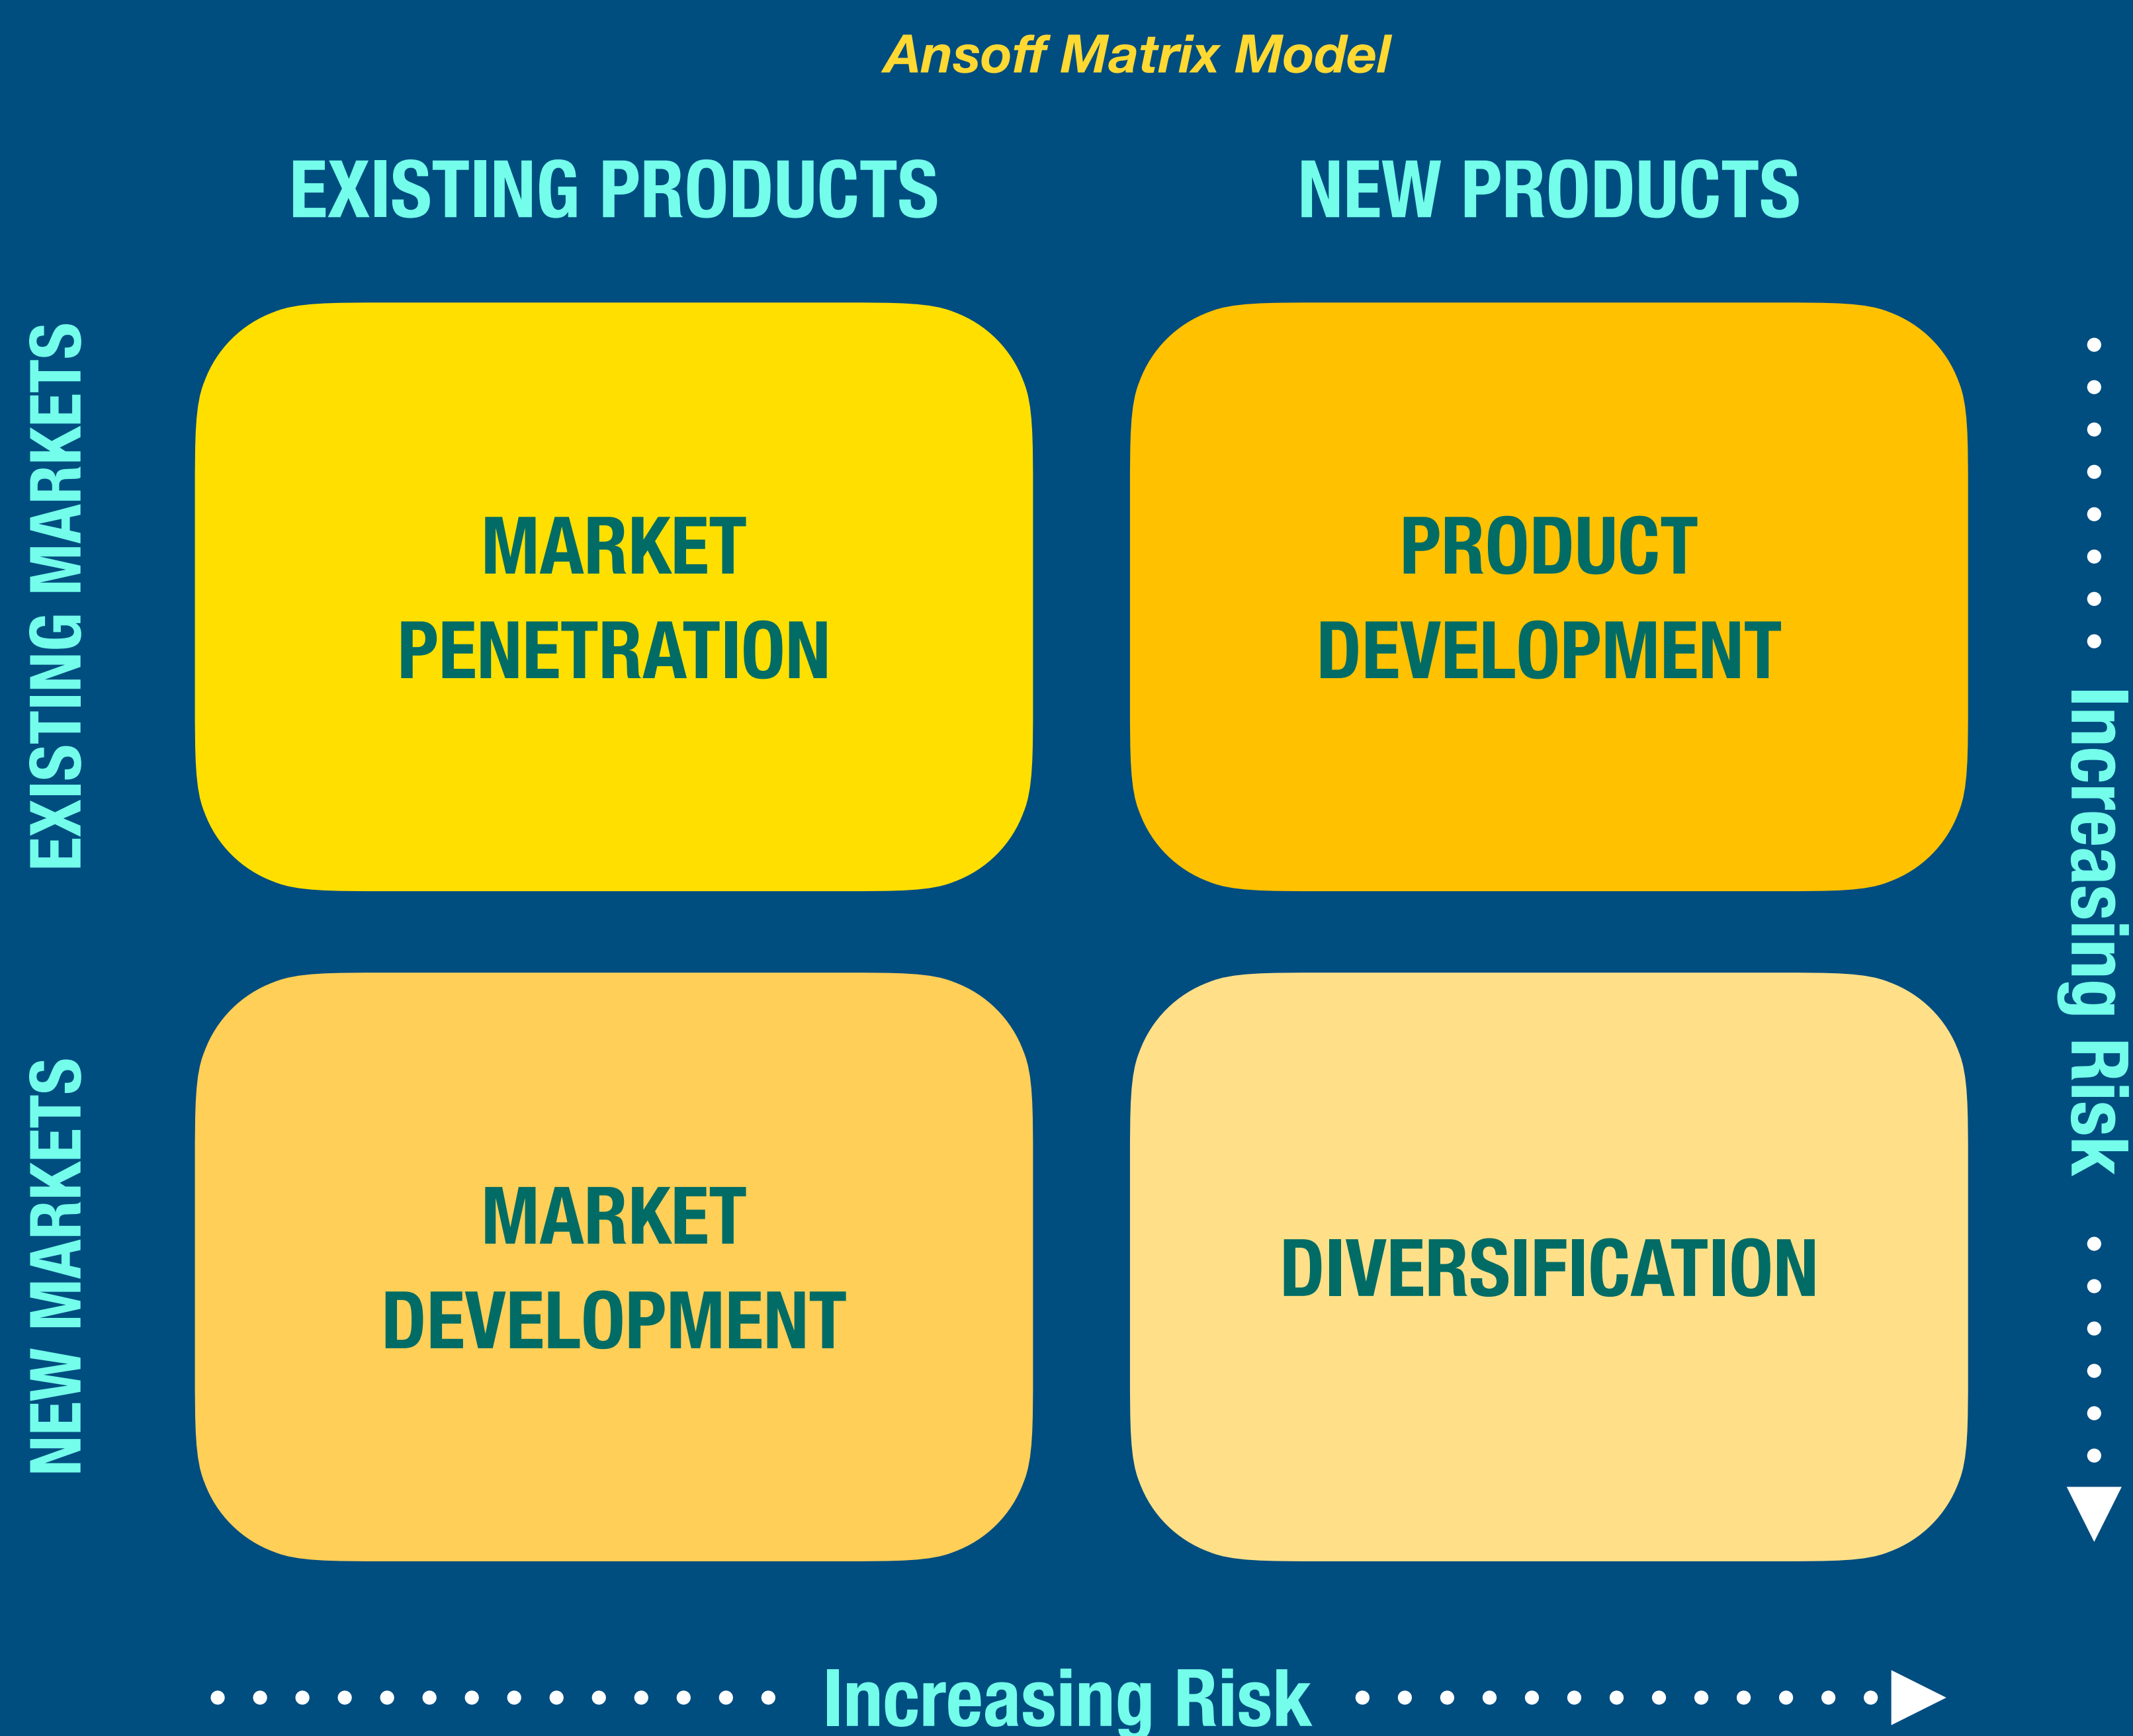 Ansoff Matrix Model
EXISTING PRODUCTS
NEW PRODUCTS
EXISTING MARKETS
MARKET
PENETRATION
PRODUCT
DEVELOPMENT
NEW MARKETS
MARKET
DEVELOPMENT
DIVERSIFICATION
Increasing Risk
Increasing Risk